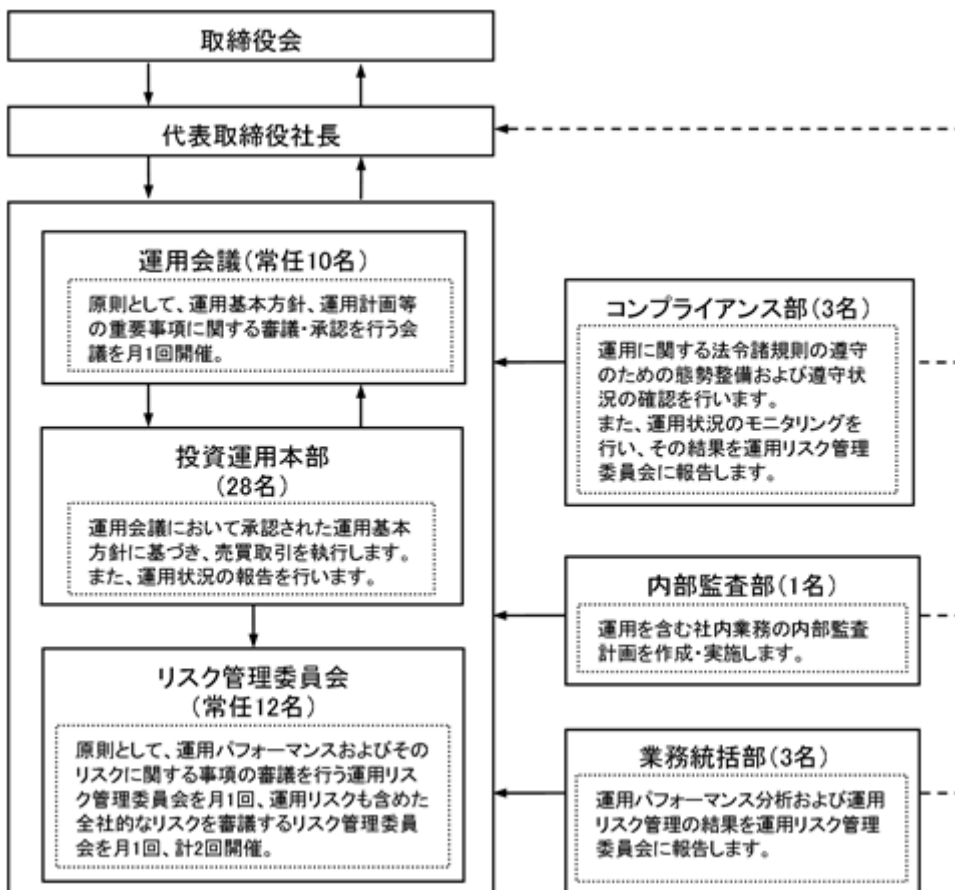 取締役会
代表取締役社長
運用会議(常任10名)
原則として、運用基本方針、運用計画等
の重要事項に関する審議・承認を行う会
議を月1回開催。
投資運用本部
(28名)
運用会議において承認された運用基本
方針に基づき、売買取引を執行します。
また、運用状況の報告を行います。
リスク管理委員会
(常任12名)
原則として、運用パフォーマンスおよびその
リスクに関する事項の審議を行う運用リス
ク管理委員会を月1回、運用リスクも含めた
全社的なリスクを審議するリスク管理委員
会を月1回、計2回開催。
コンプライアンス部(3名)
運用に関する法令諸規則の遵守
のための態勢整備および遵守状
況の確認を行います。
また、運用状況のモニタリングを
行い、その結果を運用リスク管理
委員会に報告します。
内部監査部(1名)
運用を含む社内業務の内部監査
計画を作成・実施します。
業務統括部(3名)
運用パフォーマンス分析および運用
リスク管理の結果を運用リスク管理
委員会に報告します。